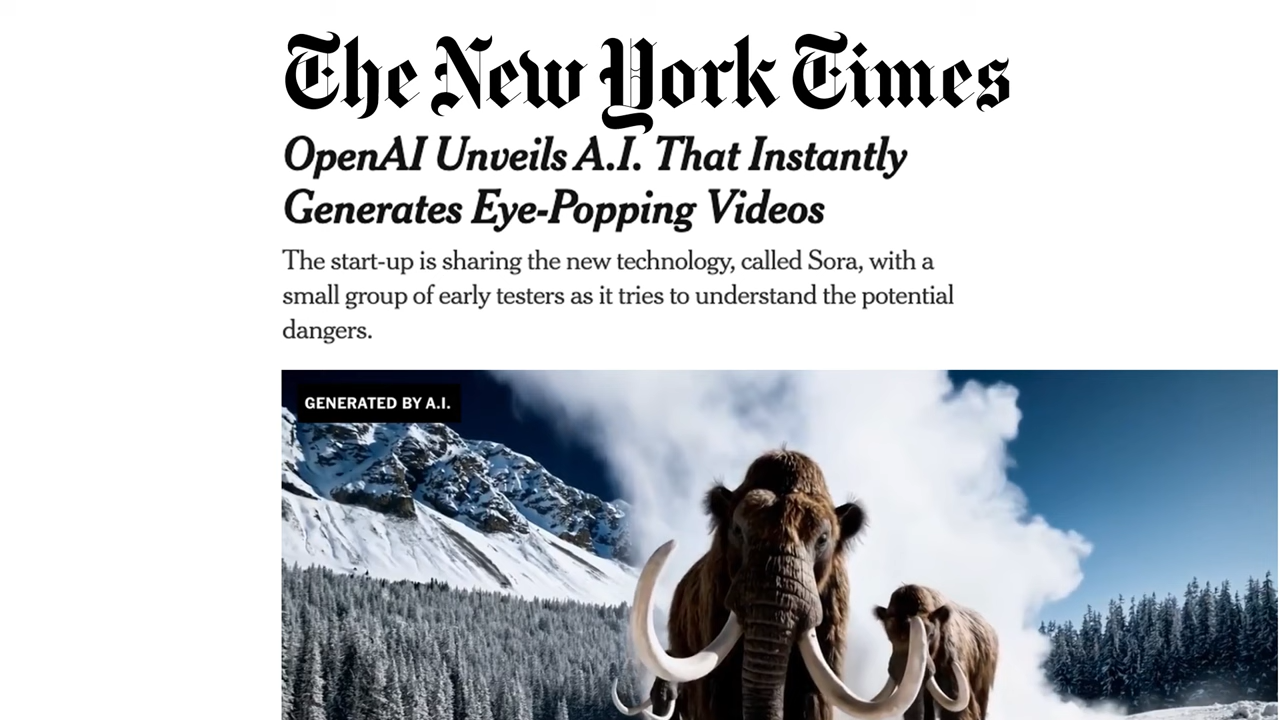 The New York Times
OpenAI Unveils A.I. That Instantly
Generates Eye-Popping Videos
The start-up is sharing the new technology, called Sora, with a
small group of early testers as it tries to understand the potential
dangers.
GENERATED BY A.I.